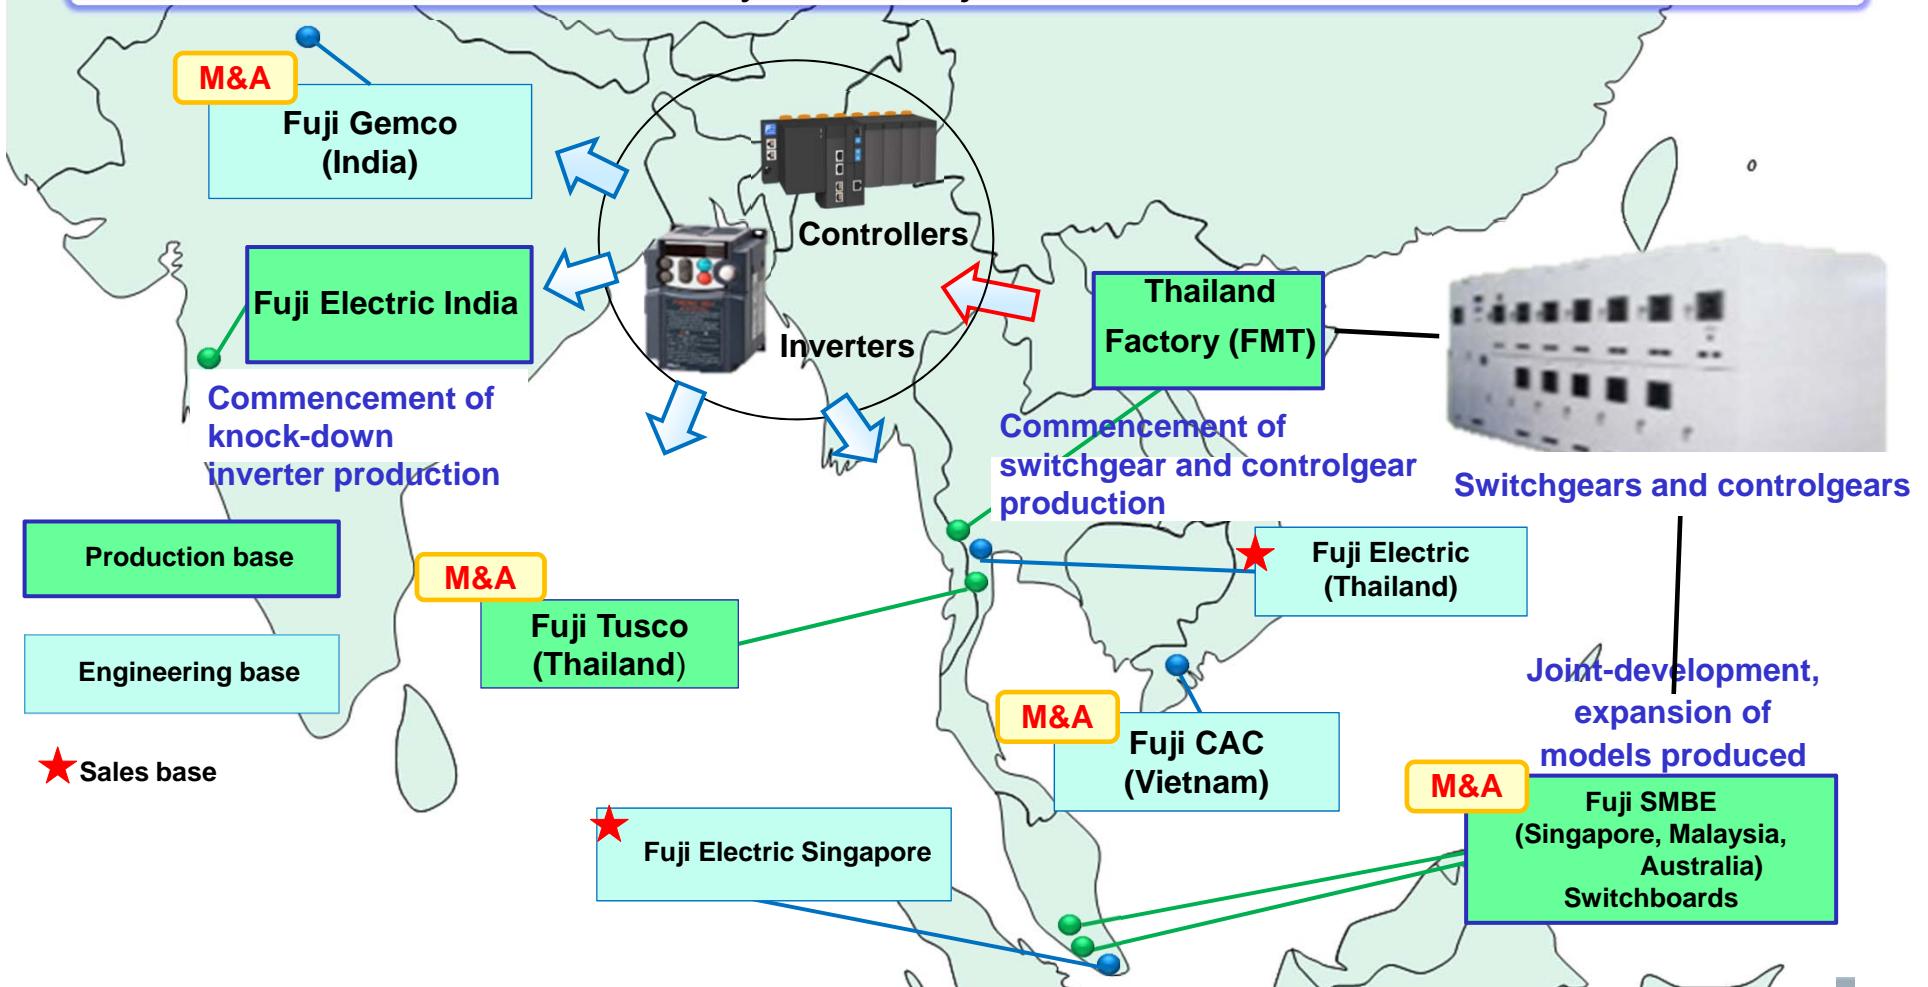 M&A
Fuji Gemco
(India)
Controllers
Fuji Electric India
Inverters
Thailand
Factory (FMT)
Commencement of
knock-down
inverter production
Commencement of
switchgear and controlgear
production
Switchgears and controlgears
Production base
Engineering base
Sales base
M&A
Fuji Tusco
(Thailand)
Fuji Electric
(Thailand)
M&A
Fuji CAC
(Vietnam)
Fuji Electric Singapore
Joint-development,
expansion of
models produced
M&A
Fuji SMBE
(Singapore, Malaysia,
Australia)
Switchboards